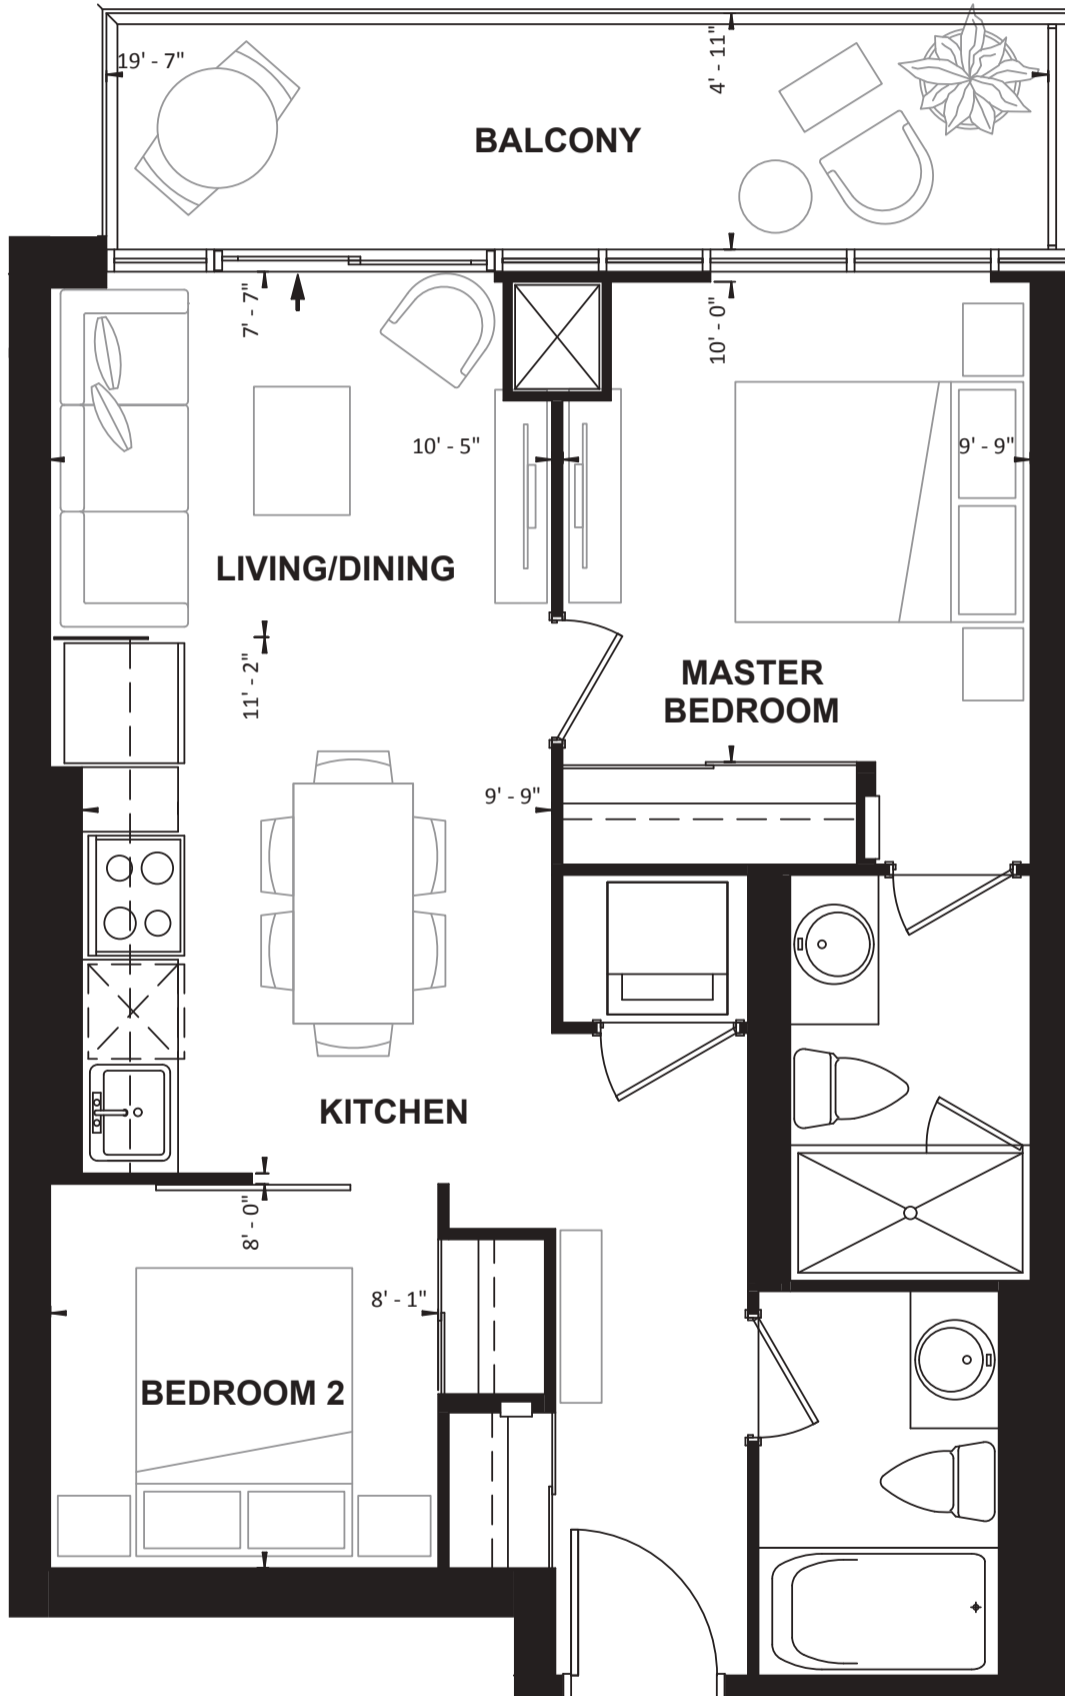 19' - 7"
4' - 11"
BALCONY
7' - 7"
10' - 0"
10' - 5"
9' - 9"
LIVING/DINING
11' - 2"
MASTER
BEDROOM
9' - 9"
KITCHEN
8' - 0"
8' - 1"
BEDROOM 2